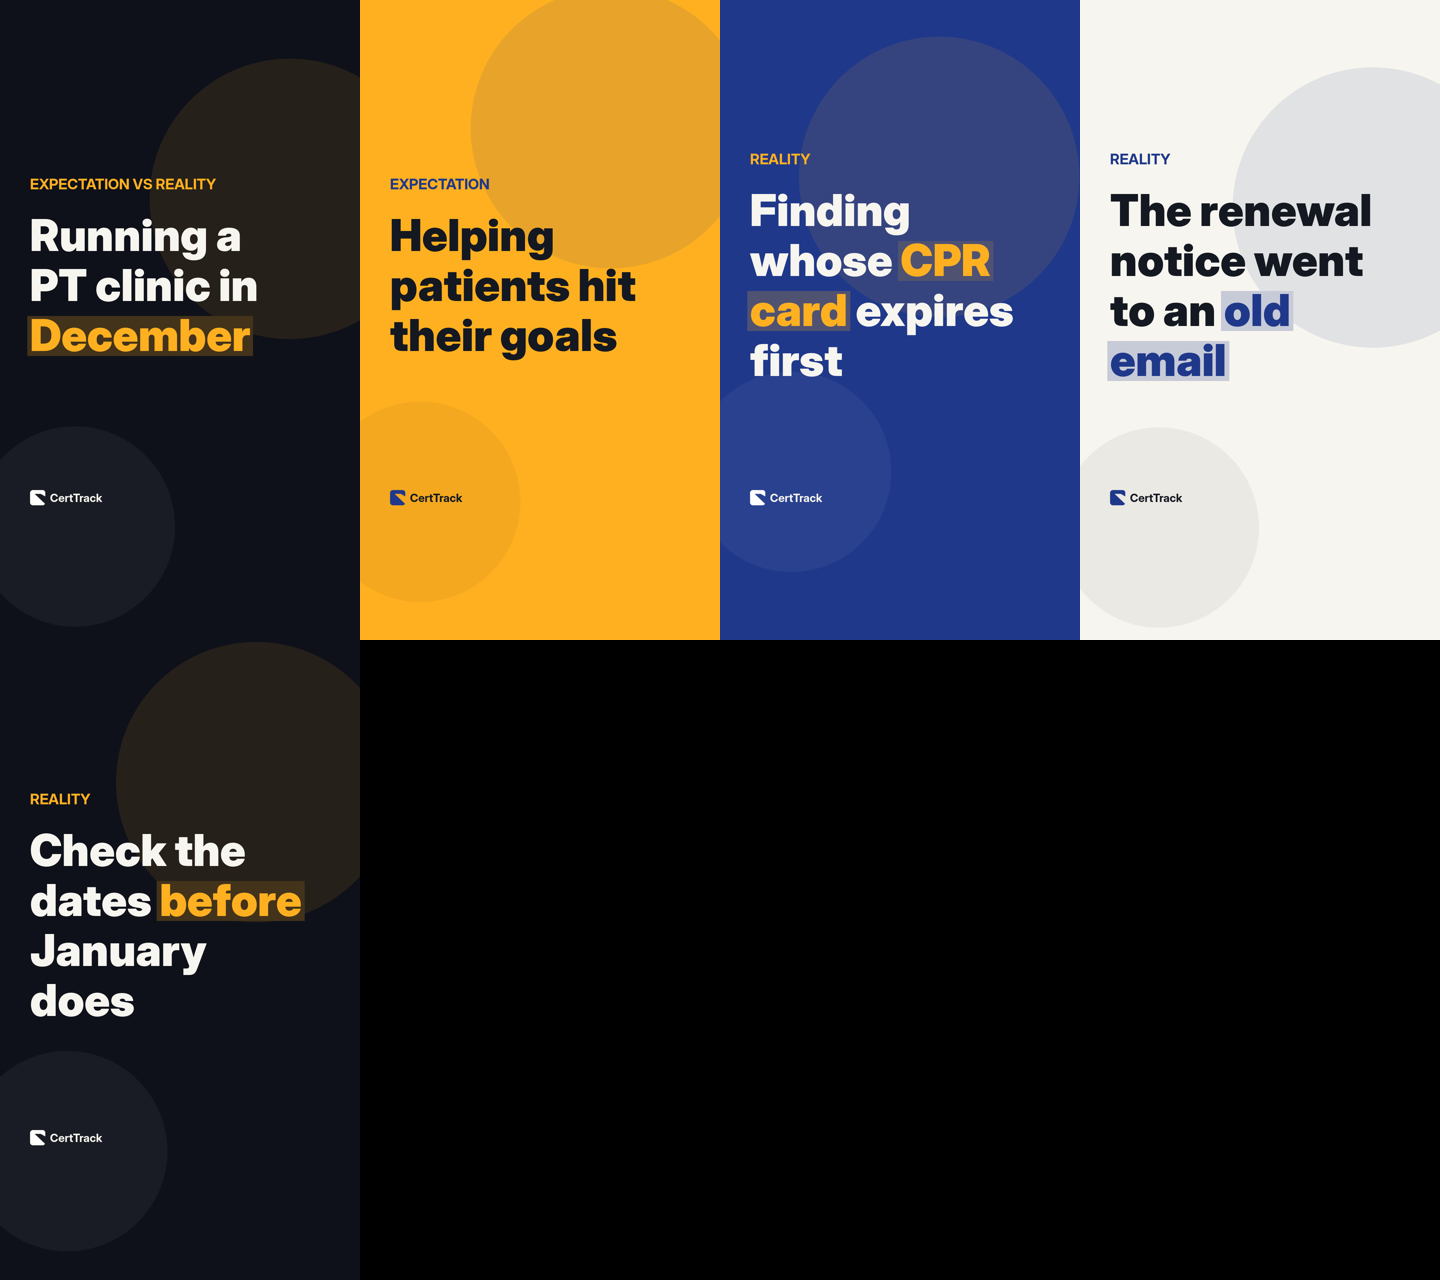 EXPECTATION VS REALITY
Running a
PT clinic in
December
CertTrack
EXPECTATION
Helping
patients hit
their goals
CertTrack
REALITY
Finding
whose CPR
card expires
first
CertTrack
REALITY
The renewal
notice went
to an old
email
CertTrack
REALITY
Check the
dates before
January
does
CertTrack